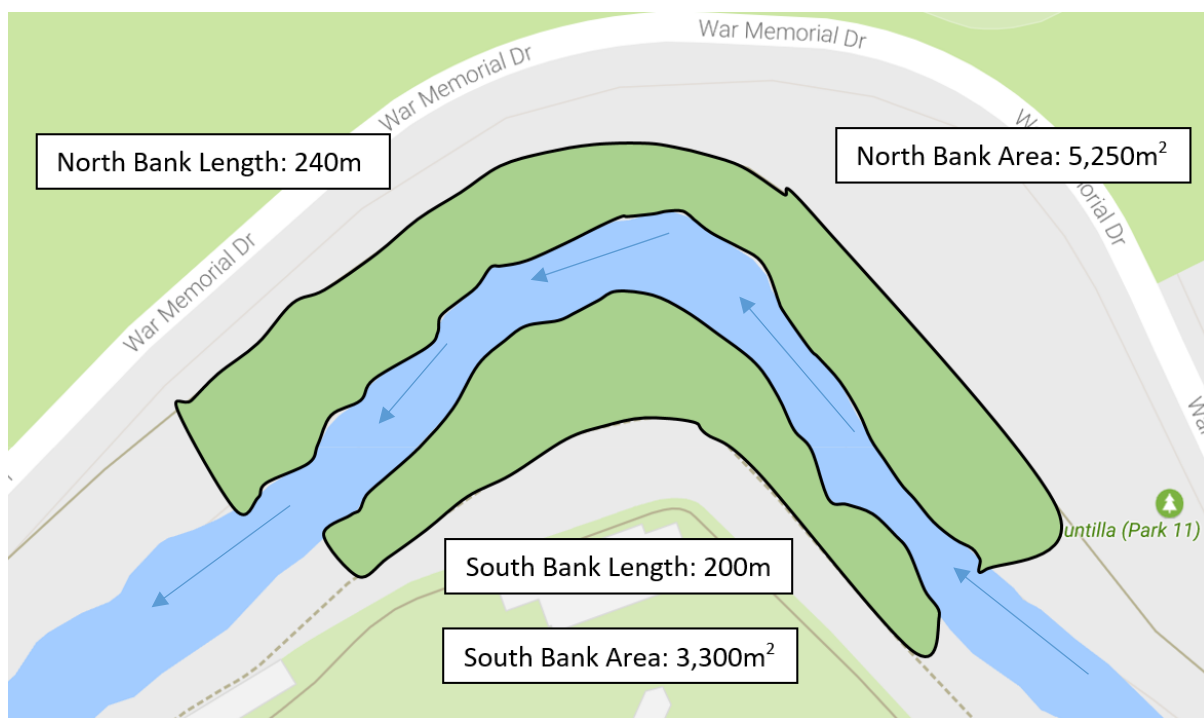 War Memorial Dr
War Memorial Dr
North Bank Length: 240m
North Bank Area: 5,250m²
War Memorial Dr
untilla (Park 11)
South Bank Length: 200m
South Bank Area: 3,300m²